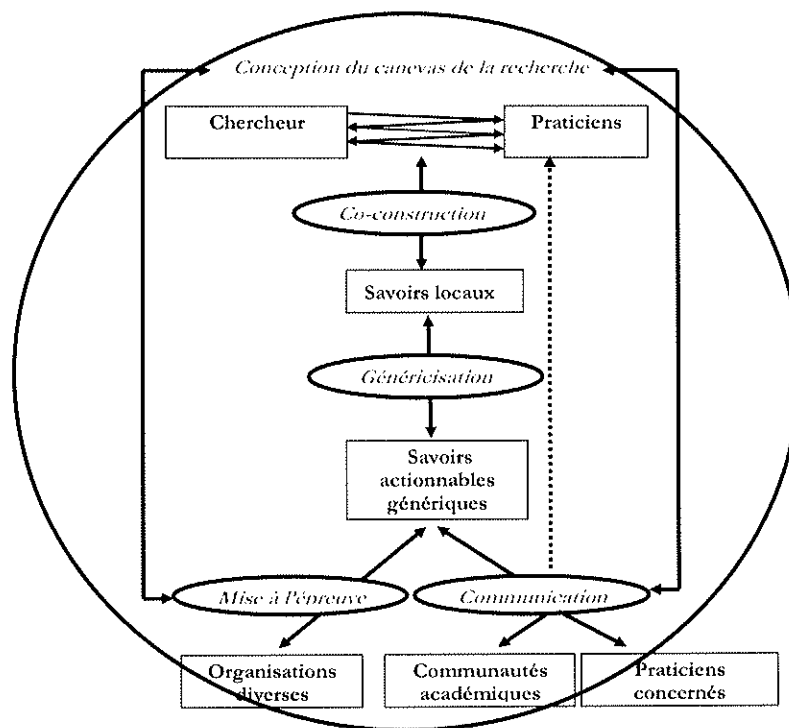 Conception du canevas de la recherche
Chercheur
Praticiens
Co-construction
Savoirs locaux
Généricisation
Savoirs
actionnables
génériques
Mise à l'épreuve
Communication
Organisations
diverses
Communautés
académiques
Praticiens
concernés